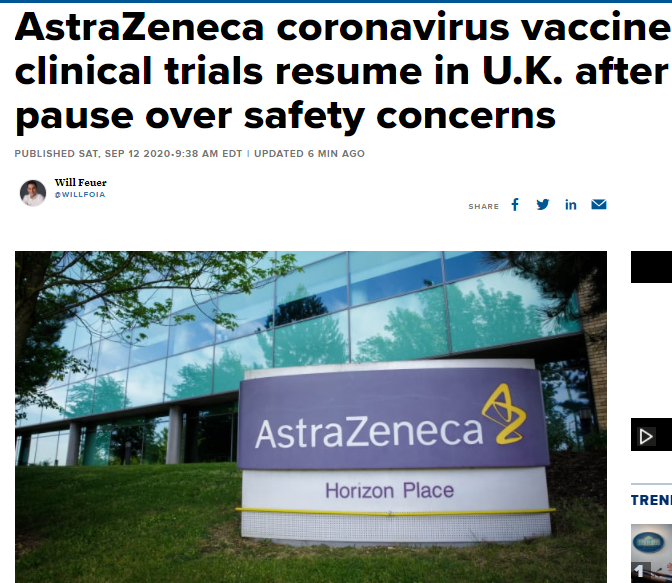 AstraZeneca coronavirus vaccine
clinical trials resume in U.K. after
pause over safety concerns
PUBLISHED SAT, SEP 12 2020•9:38 AM EDT | UPDATED 6 MIN AGO
Will Feuer
@WILLFOIA
SHARE
AstraZeneca
Horizon Place
TREN
1